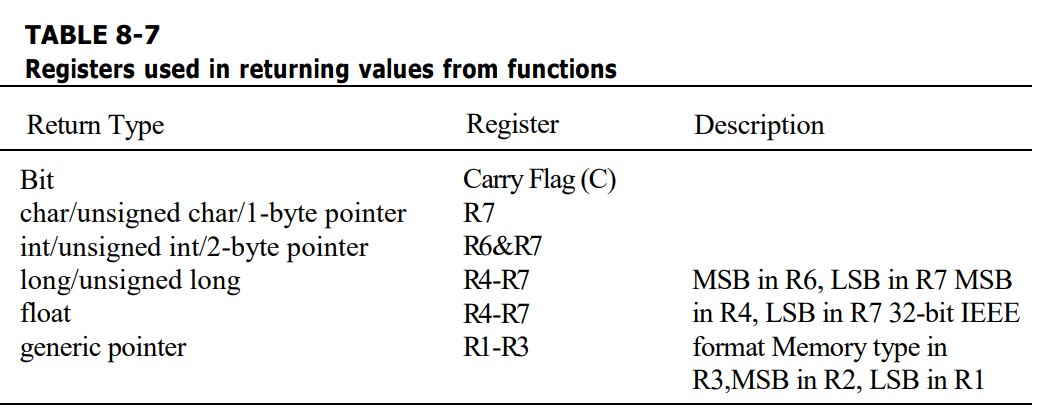 TABLE 8-7
Registers used in returning values from functions
Return Type Register Description
Bit Carry Flag (C)
char/unsigned char/1-byte pointer R7
int/unsigned int/2-byte pointer R6&R7
long/unsigned long R4-R7 MSB in R6, LSB in R7 MSB
float R4-R7 in R4, LSB in R7 32-bit IEEE
generic pointer R1-R3 format Memory type in
R3,MSB in R2, LSB in R1